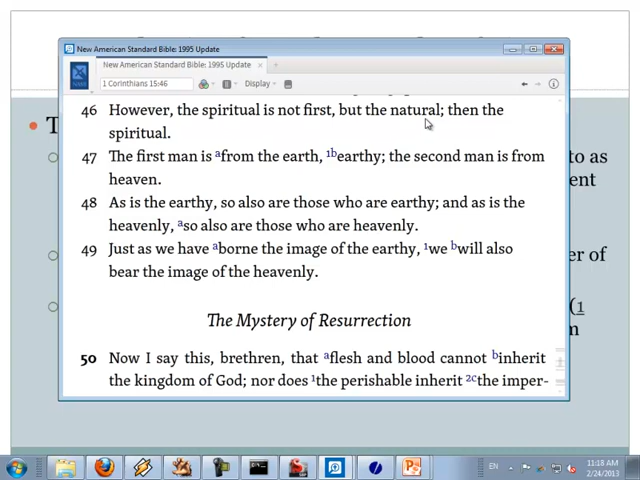 New American Standard Bible: 1995 Update
New American Standard Bible: 1995 Update
1 Corinthians 15:46
Display
46 However, the spiritual is not first, but the natural; then the
spiritual.
47 The first man is ᵃfrom the earth, ¹ᵇearthy; the second man is from
heaven.
48 As is the earthy, so also are those who are earthy; and as is the
heavenly, ᵃso also are those who are heavenly.
49 Just as we have ᵃborne the image of the earthy, ¹we ᵇwill also
bear the image of the heavenly.
The Mystery of Resurrection
50 Now I say this, brethren, that ᵃflesh and blood cannot ᵇinherit
the kingdom of God; nor does ¹the perishable inherit ²ᶜthe imper-
T
to as
ent
er of
(1
m
EN
11:18 AM
2/24/2013